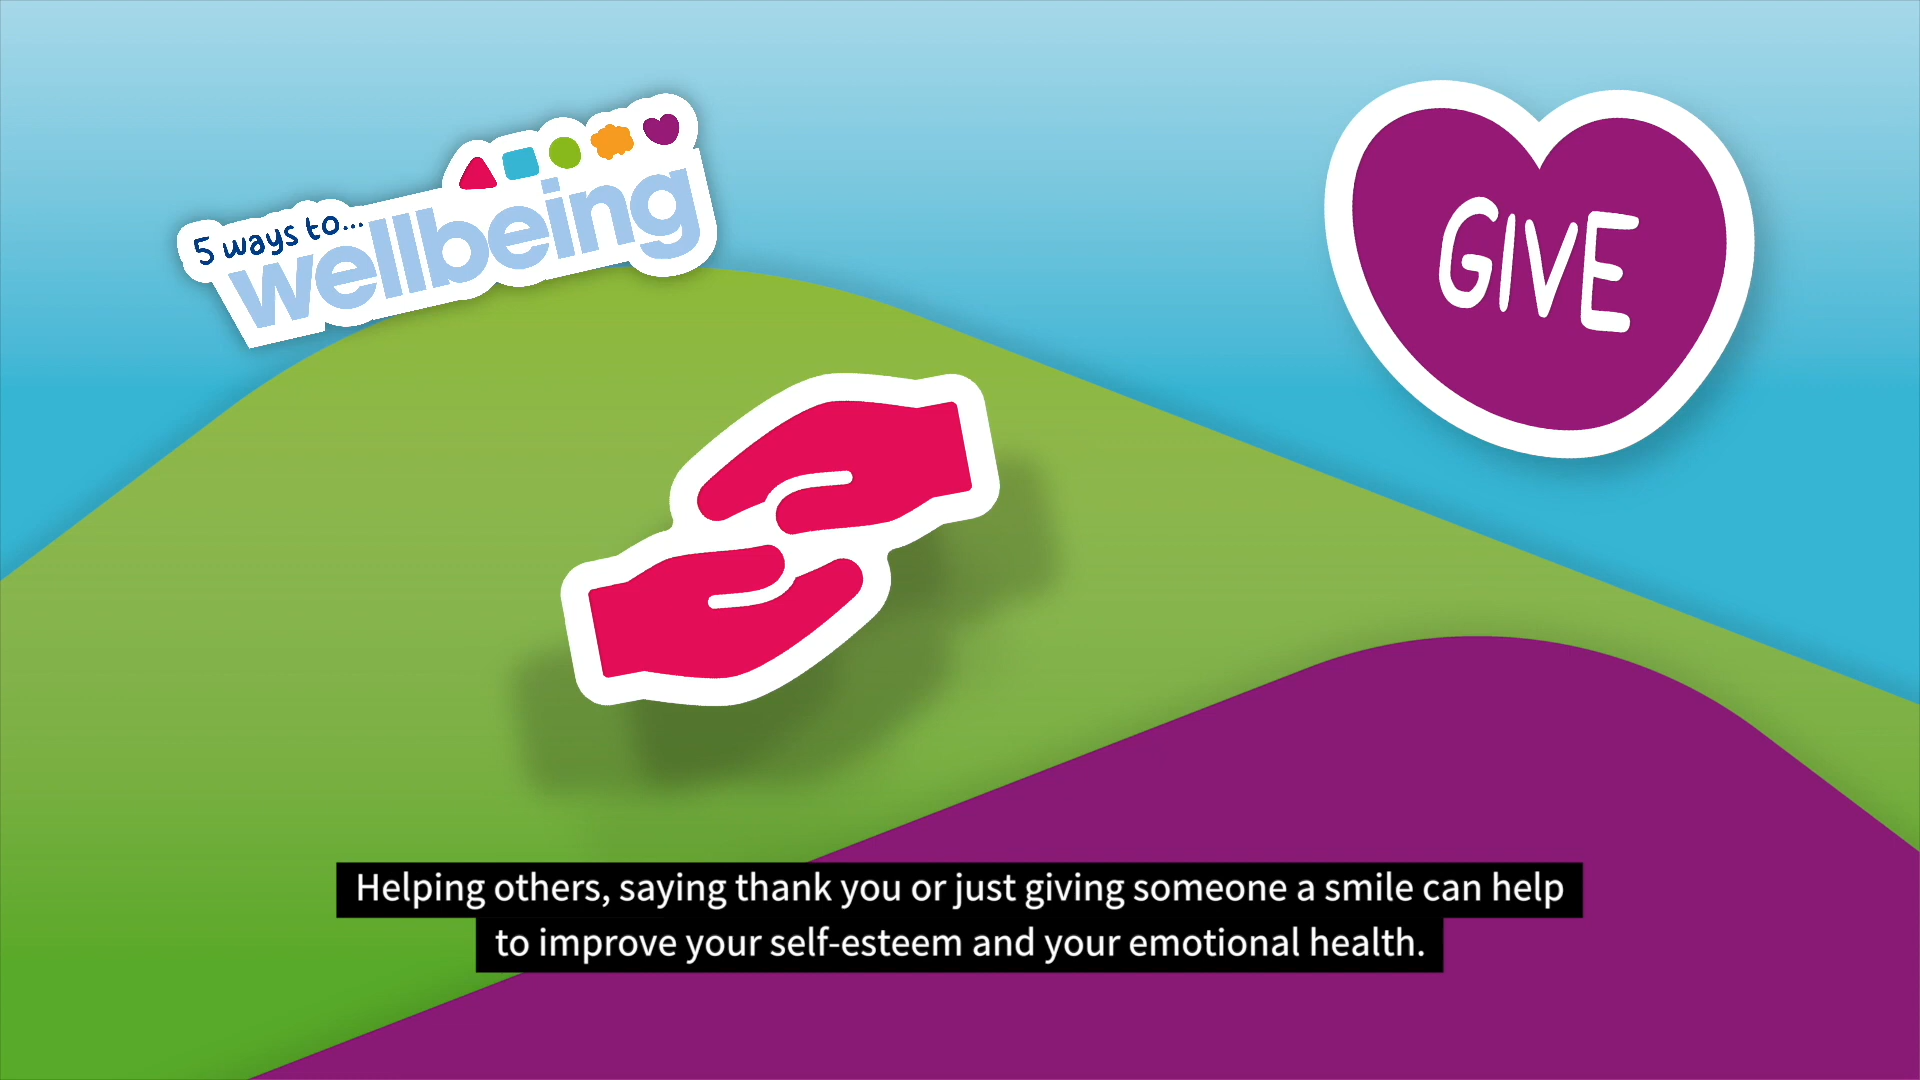 5 ways to...
wellbeing
GIVE
Helping others, saying thank you or just giving someone a smile can help
to improve your self-esteem and your emotional health.